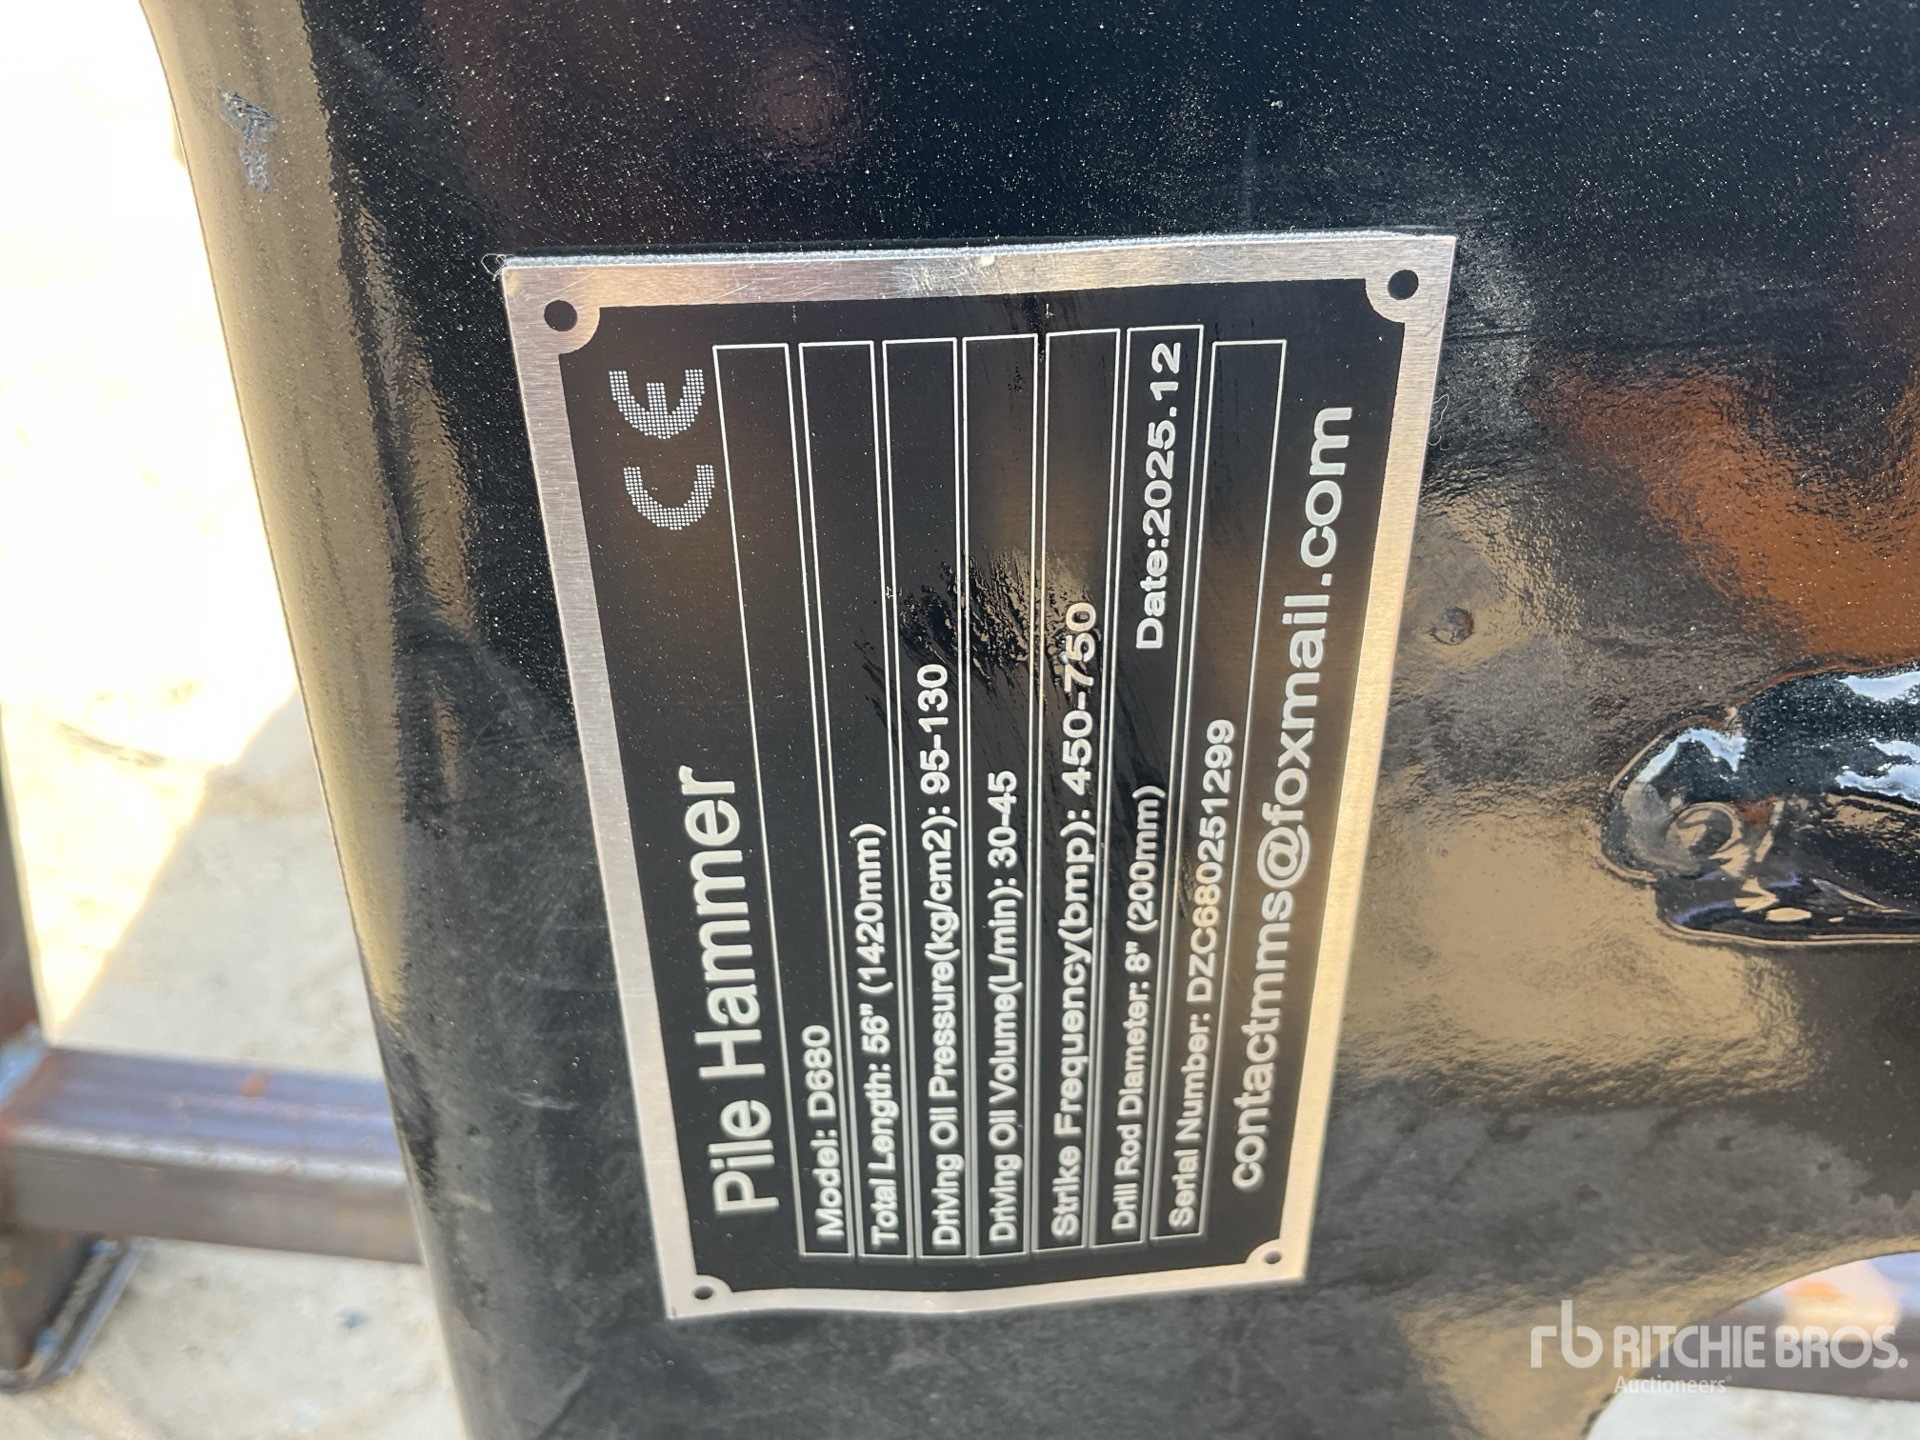 CE
Pile Hammer
Model: D680
Total Length: 56" (1420mm)
Driving Oil Pressure(kg/cm2): 95-130
Driving Oil Volume(L/min): 30-45
Strike Frequency(bmp): 450-750
Drill Rod Diameter: 8" (200mm) Date:2025.12
Serial Number: DZC680251299
contactmms@foxmail.com
rb RITCHIE BROS.
Auctioneers